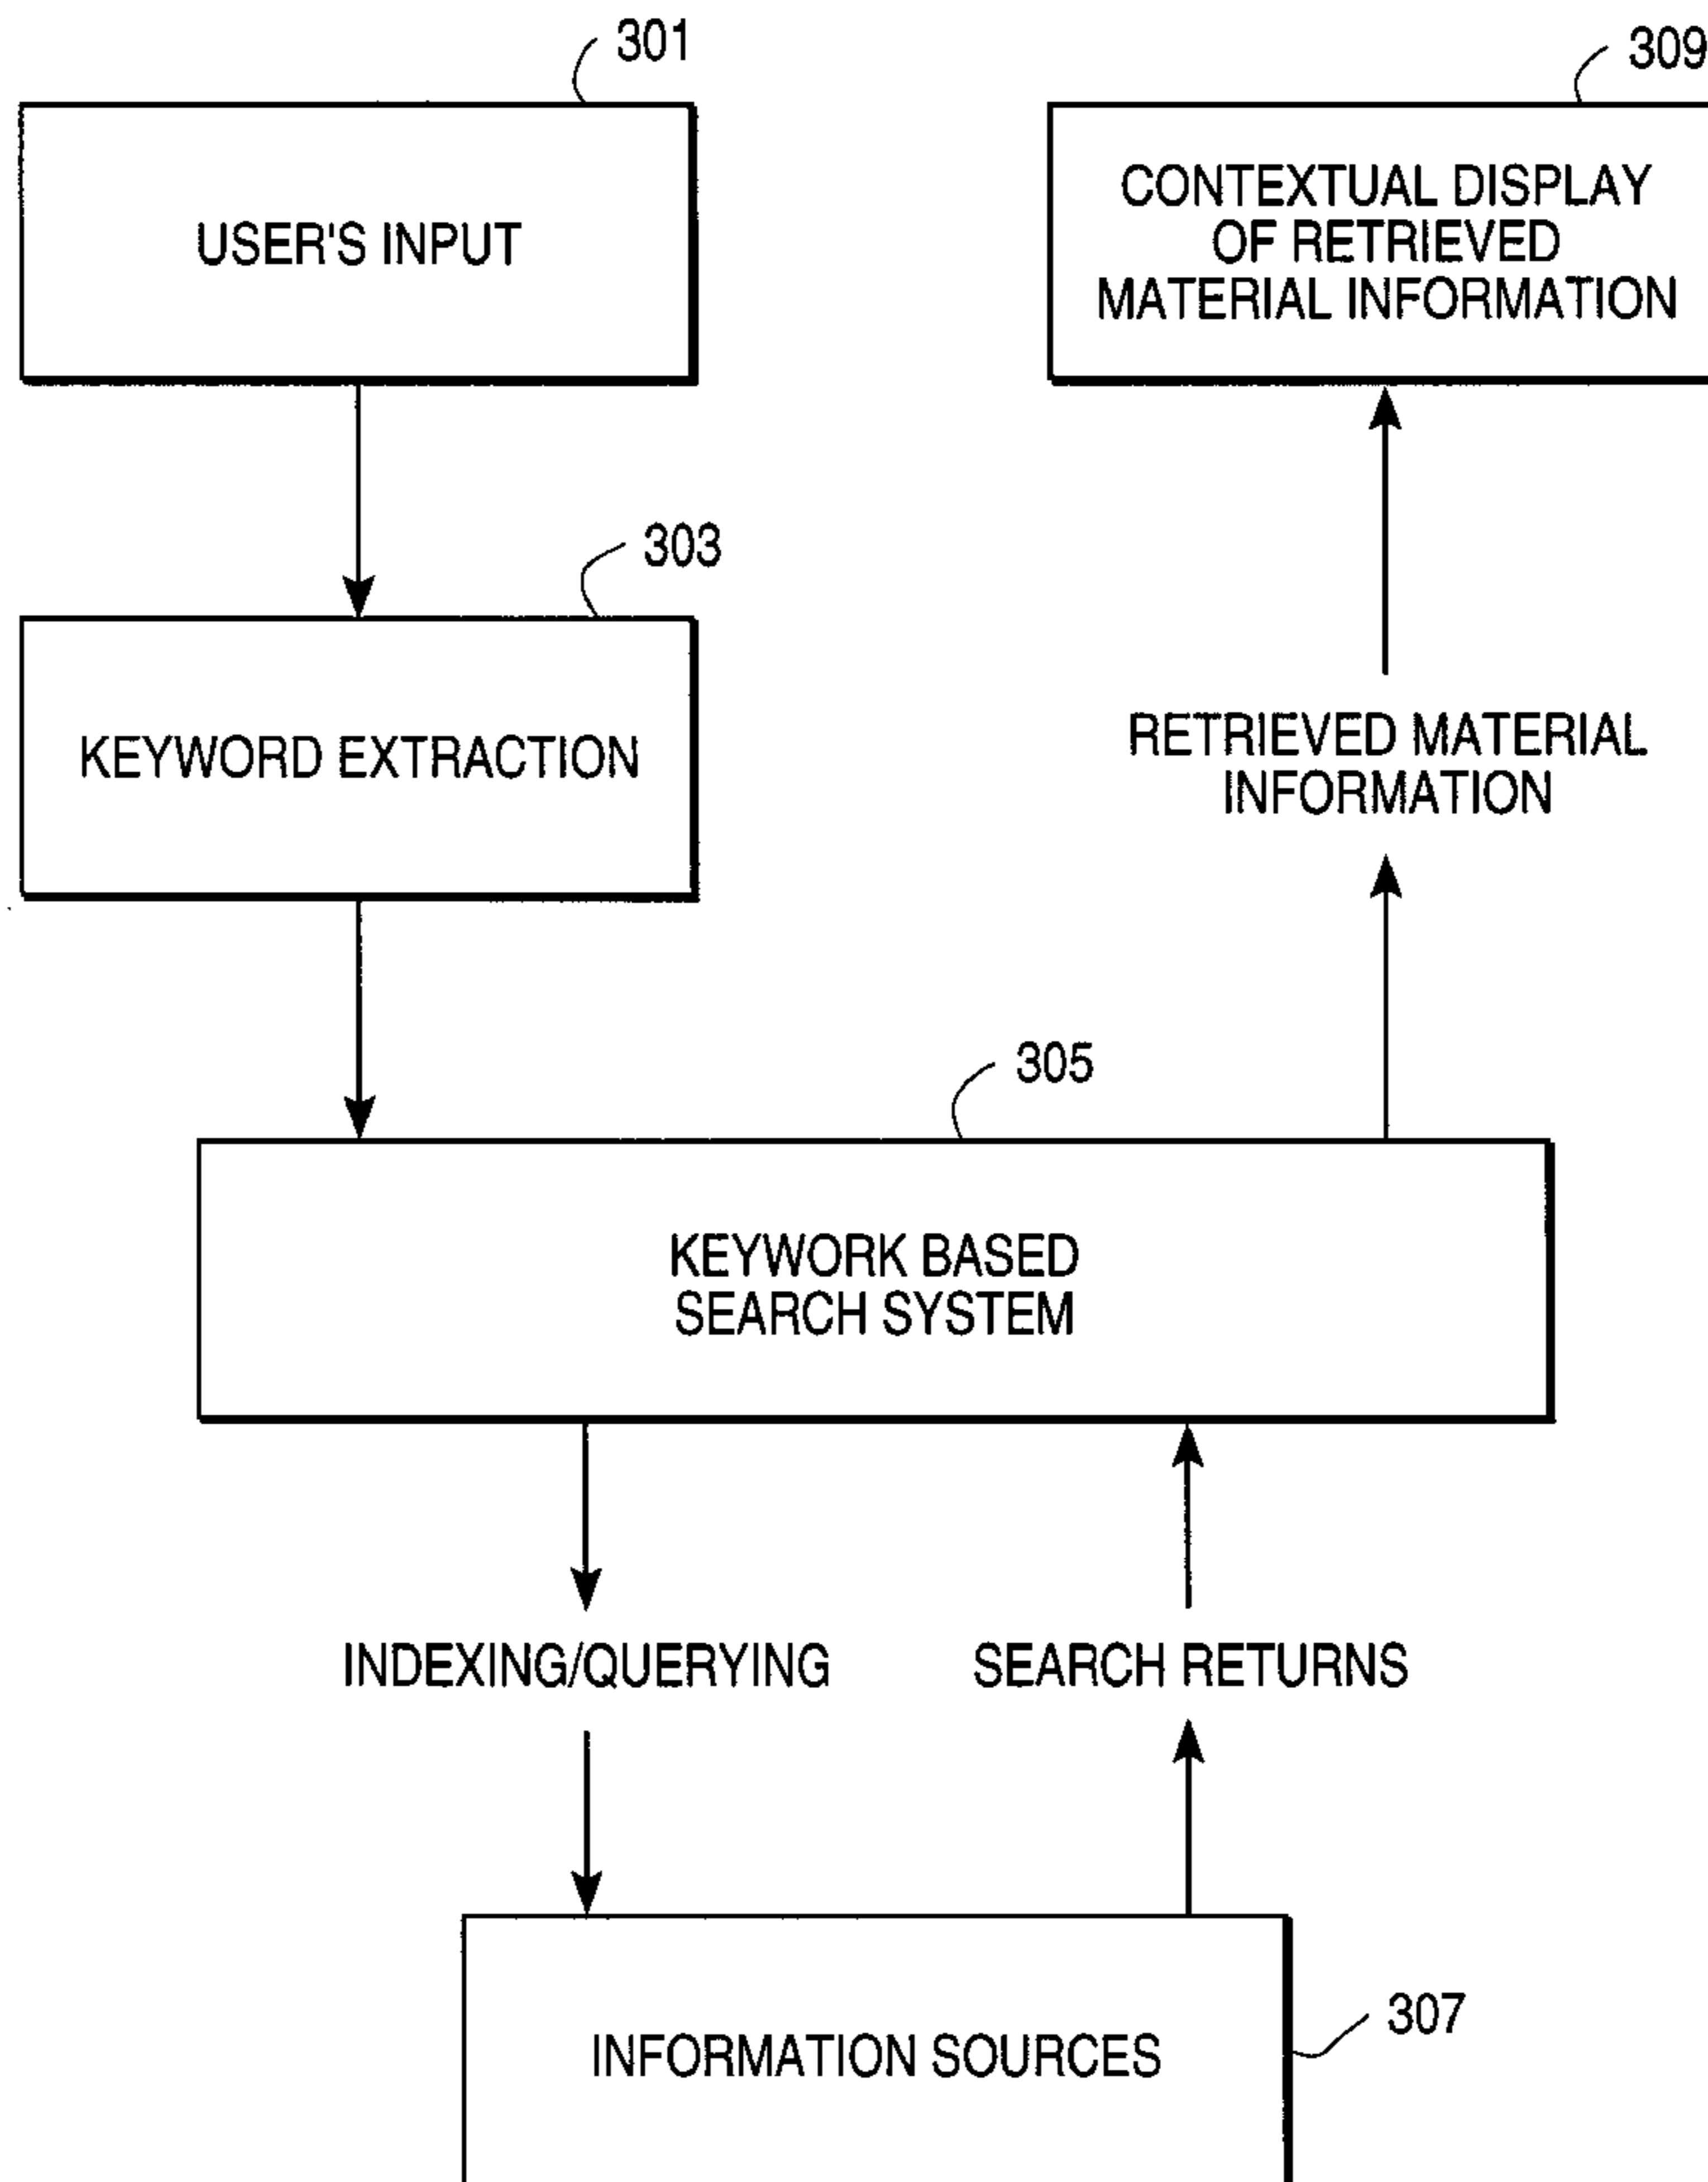 301
309
USER'S INPUT
CONTEXTUAL DISPLAY
OF RETRIEVED
MATERIAL INFORMATION
303
KEYWORD EXTRACTION
RETRIEVED MATERIAL
INFORMATION
305
KEYWORK BASED
SEARCH SYSTEM
INDEXING/QUERYING
SEARCH RETURNS
307
INFORMATION SOURCES